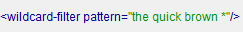 <wildcard-filter pattern="the quick brown *"/>